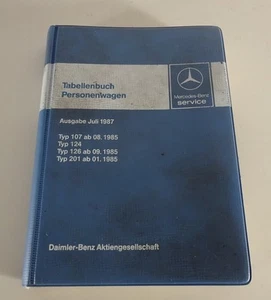 Tabellenbuch
Personenwagen
Mercedes-Benz
service
Ausgabe Juli 1987
Typ 107 ab 08.1985
Typ 124
Typ 126 ab 09.1985
Typ 201 ab 01.1985
Daimler-Benz Aktiengesellschaft